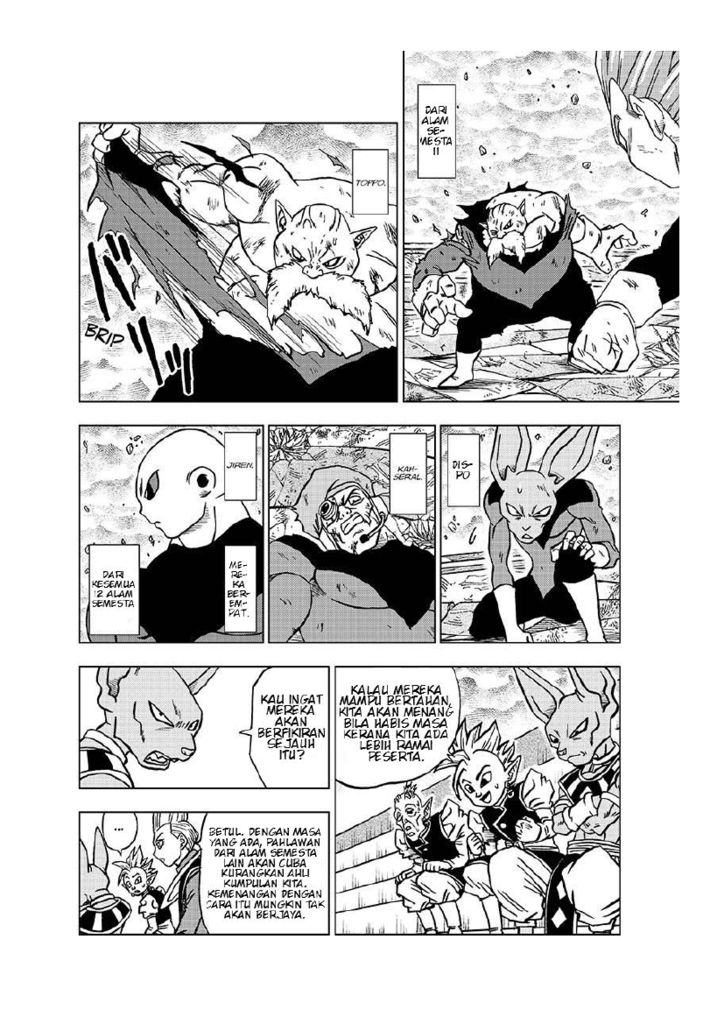 DARI
ALAM
SE-
MESTA
11
TOPPO.
BRIP
DIS-
PO
KAH-
SERAL
JIREN.
ME-
REKA
BER-
EM-
PAT.
DARI
KESEMUA
12 ALAM
SEMESTA
KALAU MEREKA
MAMPU BERTAHAN,
KITA AKAN MENANG
BILA HABIS MASA
KERANA KITA ADA
LEBIH RAMAI
PESERTA.
KAU INGAT
MEREKA
AKAN
BERFIKIRAN
SEJAUH
ITU?
BETUL. DENGAN MASA
YANG ADA, PAHLAWAN
DARI ALAM SEMESTA
LAIN AKAN CUBA
KURANGKAN AHLI
KUMPULAN KITA.
KEMENANGAN DENGAN
CARA ITU MUNGKIN TAK
AKAN BERJAYA.
...